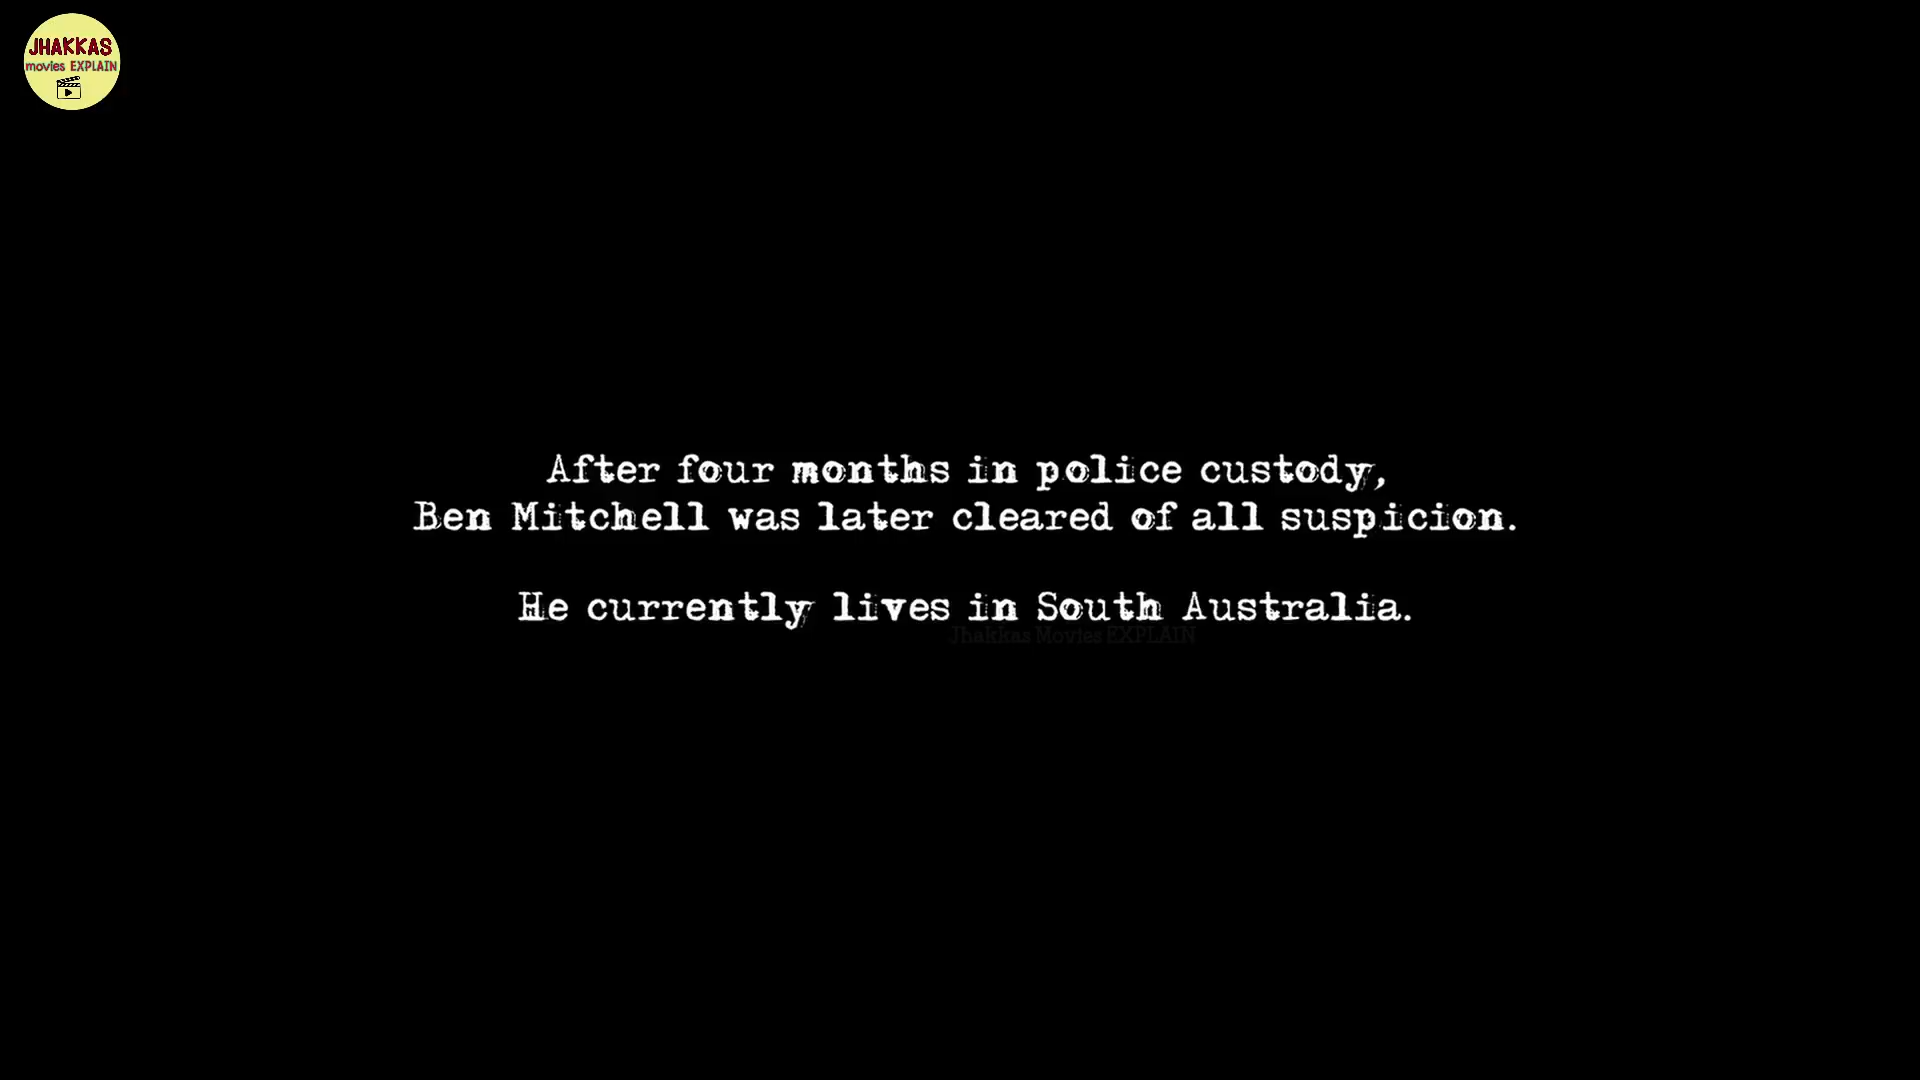 JHAKKAS
movies EXPLAIN
After four months in police custody,
Ben Mitchell was later cleared of all suspicion.
He currently lives in South Australia.
Jhakkas Movies EXPLAIN